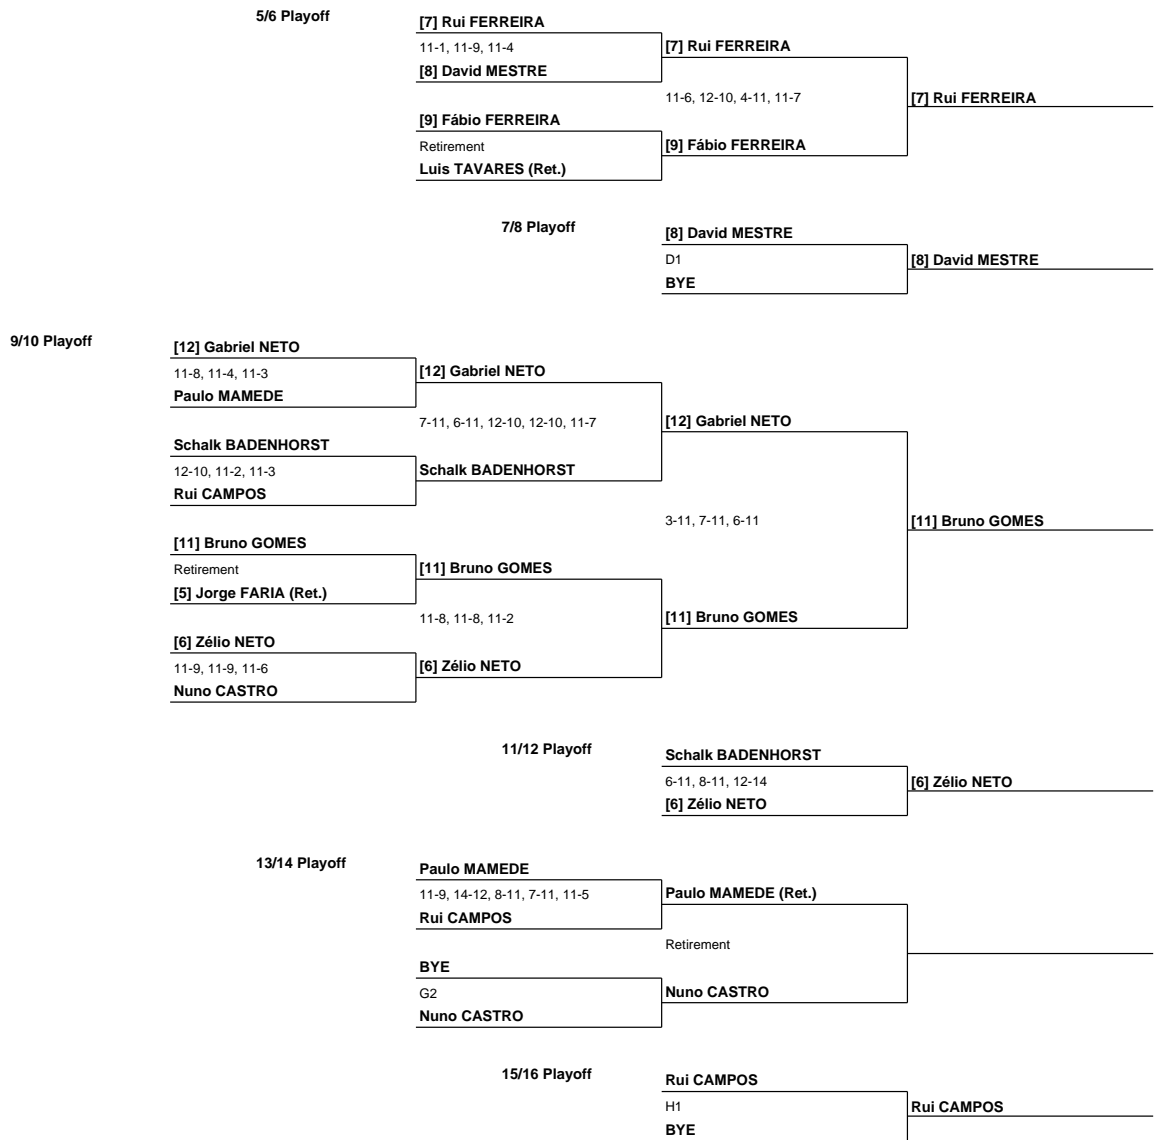 5/6 Playoff
[7] Rui FERREIRA
11-1, 11-9, 11-4
[7] Rui FERREIRA
[8] David MESTRE
11-6, 12-10, 4-11, 11-7
[7] Rui FERREIRA
[9] Fábio FERREIRA
Retirement
[9] Fábio FERREIRA
Luis TAVARES (Ret.)
7/8 Playoff
[8] David MESTRE
D1
[8] David MESTRE
BYE
9/10 Playoff
[12] Gabriel NETO
11-8, 11-4, 11-3
[12] Gabriel NETO
Paulo MAMEDE
7-11, 6-11, 12-10, 12-10, 11-7
[12] Gabriel NETO
Schalk BADENHORST
12-10, 11-2, 11-3
Schalk BADENHORST
Rui CAMPOS
3-11, 7-11, 6-11
[11] Bruno GOMES
[11] Bruno GOMES
Retirement
[11] Bruno GOMES
[5] Jorge FARIA (Ret.)
11-8, 11-8, 11-2
[11] Bruno GOMES
[6] Zélio NETO
11-9, 11-9, 11-6
[6] Zélio NETO
Nuno CASTRO
11/12 Playoff
Schalk BADENHORST
6-11, 8-11, 12-14
[6] Zélio NETO
[6] Zélio NETO
13/14 Playoff
Paulo MAMEDE
11-9, 14-12, 8-11, 7-11, 11-5
Paulo MAMEDE (Ret.)
Rui CAMPOS
Retirement
BYE
G2
Nuno CASTRO
Nuno CASTRO
15/16 Playoff
Rui CAMPOS
H1
Rui CAMPOS
BYE